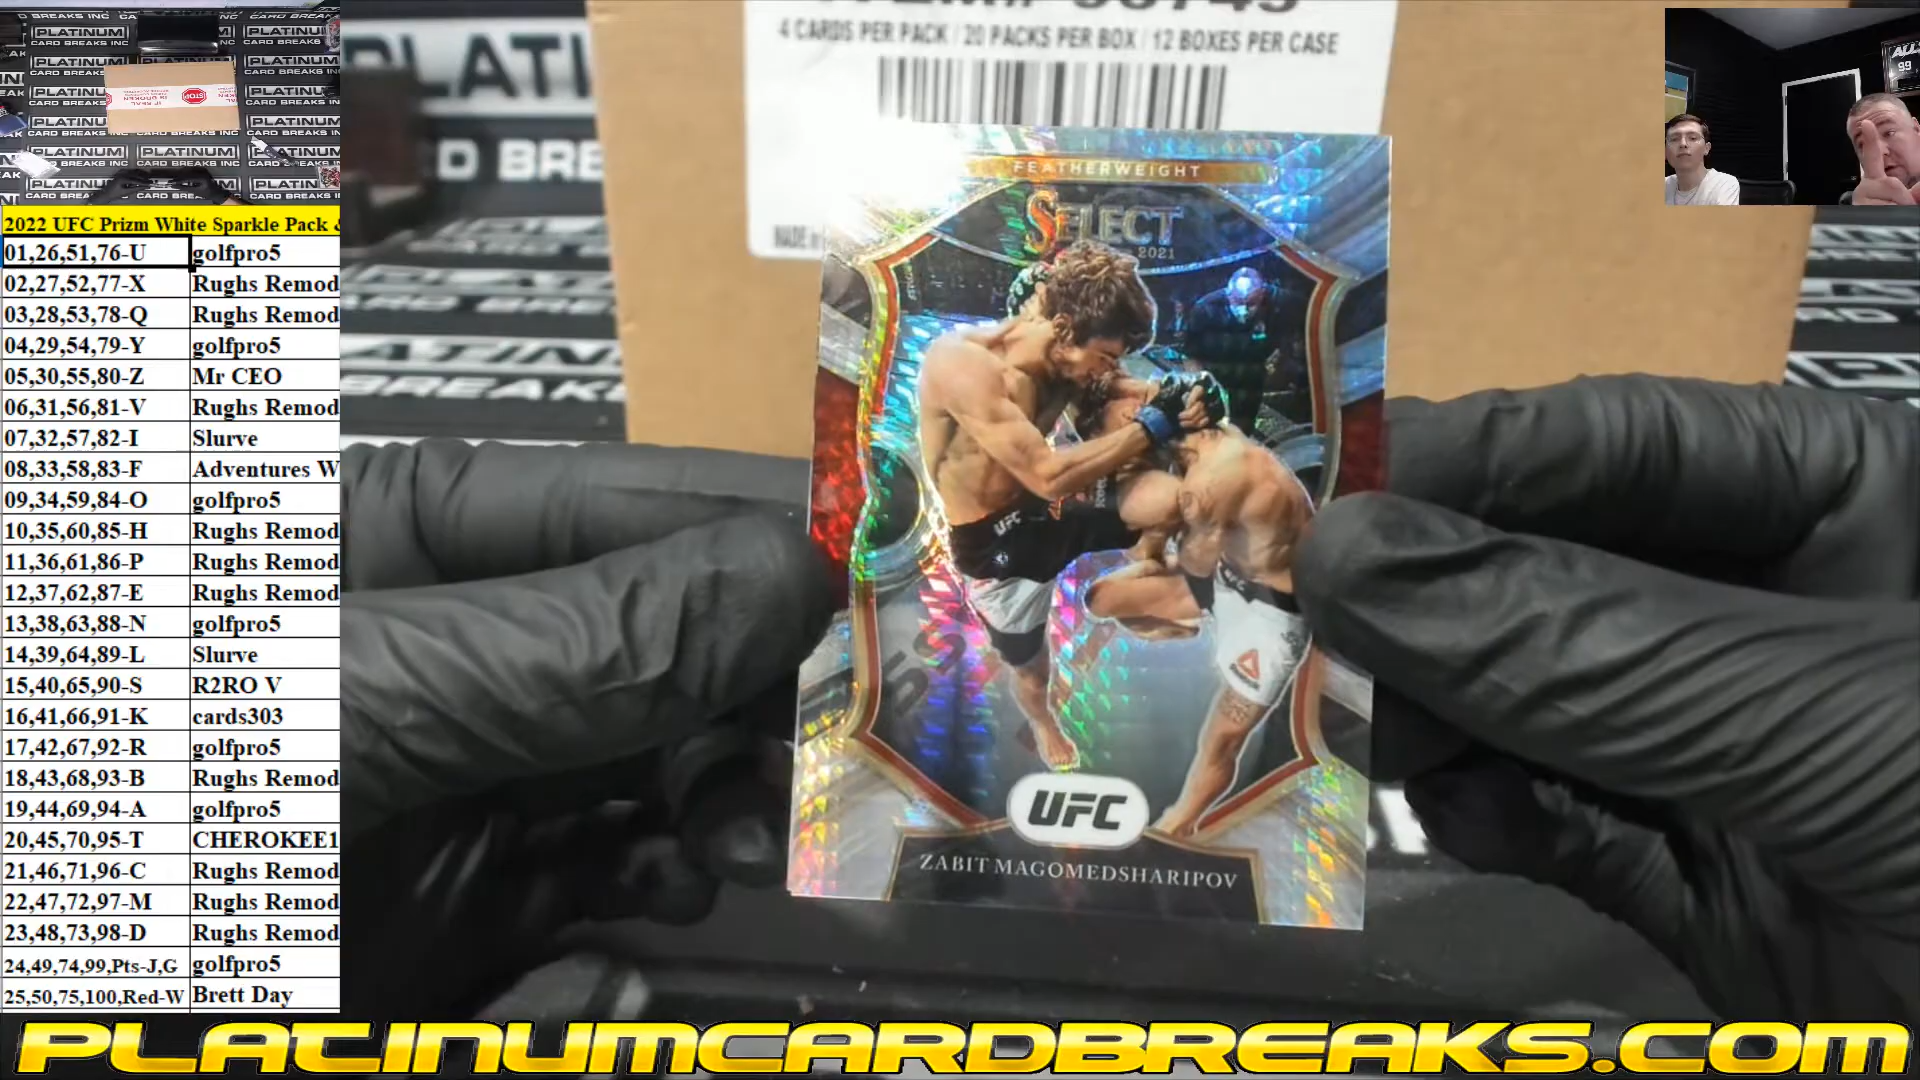 PLATINUM
CARD BREAKS INC
2022 UFC Prizm White Sparkle Pack
01,26,51,76-U golfpro5
02,27,52,77-X Rughs Remod
03,28,53,78-Q Rughs Remod
04,29,54,79-Y golfpro5
05,30,55,80-Z Mr CEO
06,31,56,81-V Rughs Remod
07,32,57,82-I Slurve
08,33,58,83-F Adventures W
09,34,59,84-O golfpro5
10,35,60,85-H Rughs Remod
11,36,61,86-P Rughs Remod
12,37,62,87-E Rughs Remod
13,38,63,88-N golfpro5
14,39,64,89-L Slurve
15,40,65,90-S R2RO V
16,41,66,91-K cards303
17,42,67,92-R golfpro5
18,43,68,93-B Rughs Remod
19,44,69,94-A golfpro5
20,45,70,95-T CHEROKEE1
21,46,71,96-C Rughs Remod
22,47,72,97-M Rughs Remod
23,48,73,98-D Rughs Remod
24,49,74,99,Pts-J,G golfpro5
25,50,75,100,Red-W Brett Day
4 CARDS PER PACK / 20 PACKS PER BOX / 12 BOXES PER CASE
FEATHERWEIGHT
SELECT
2021
UFC
UFC
ZABIT MAGOMEDSHARIPOV
STOP
99
PLATINUMCARDBREAKS.COM